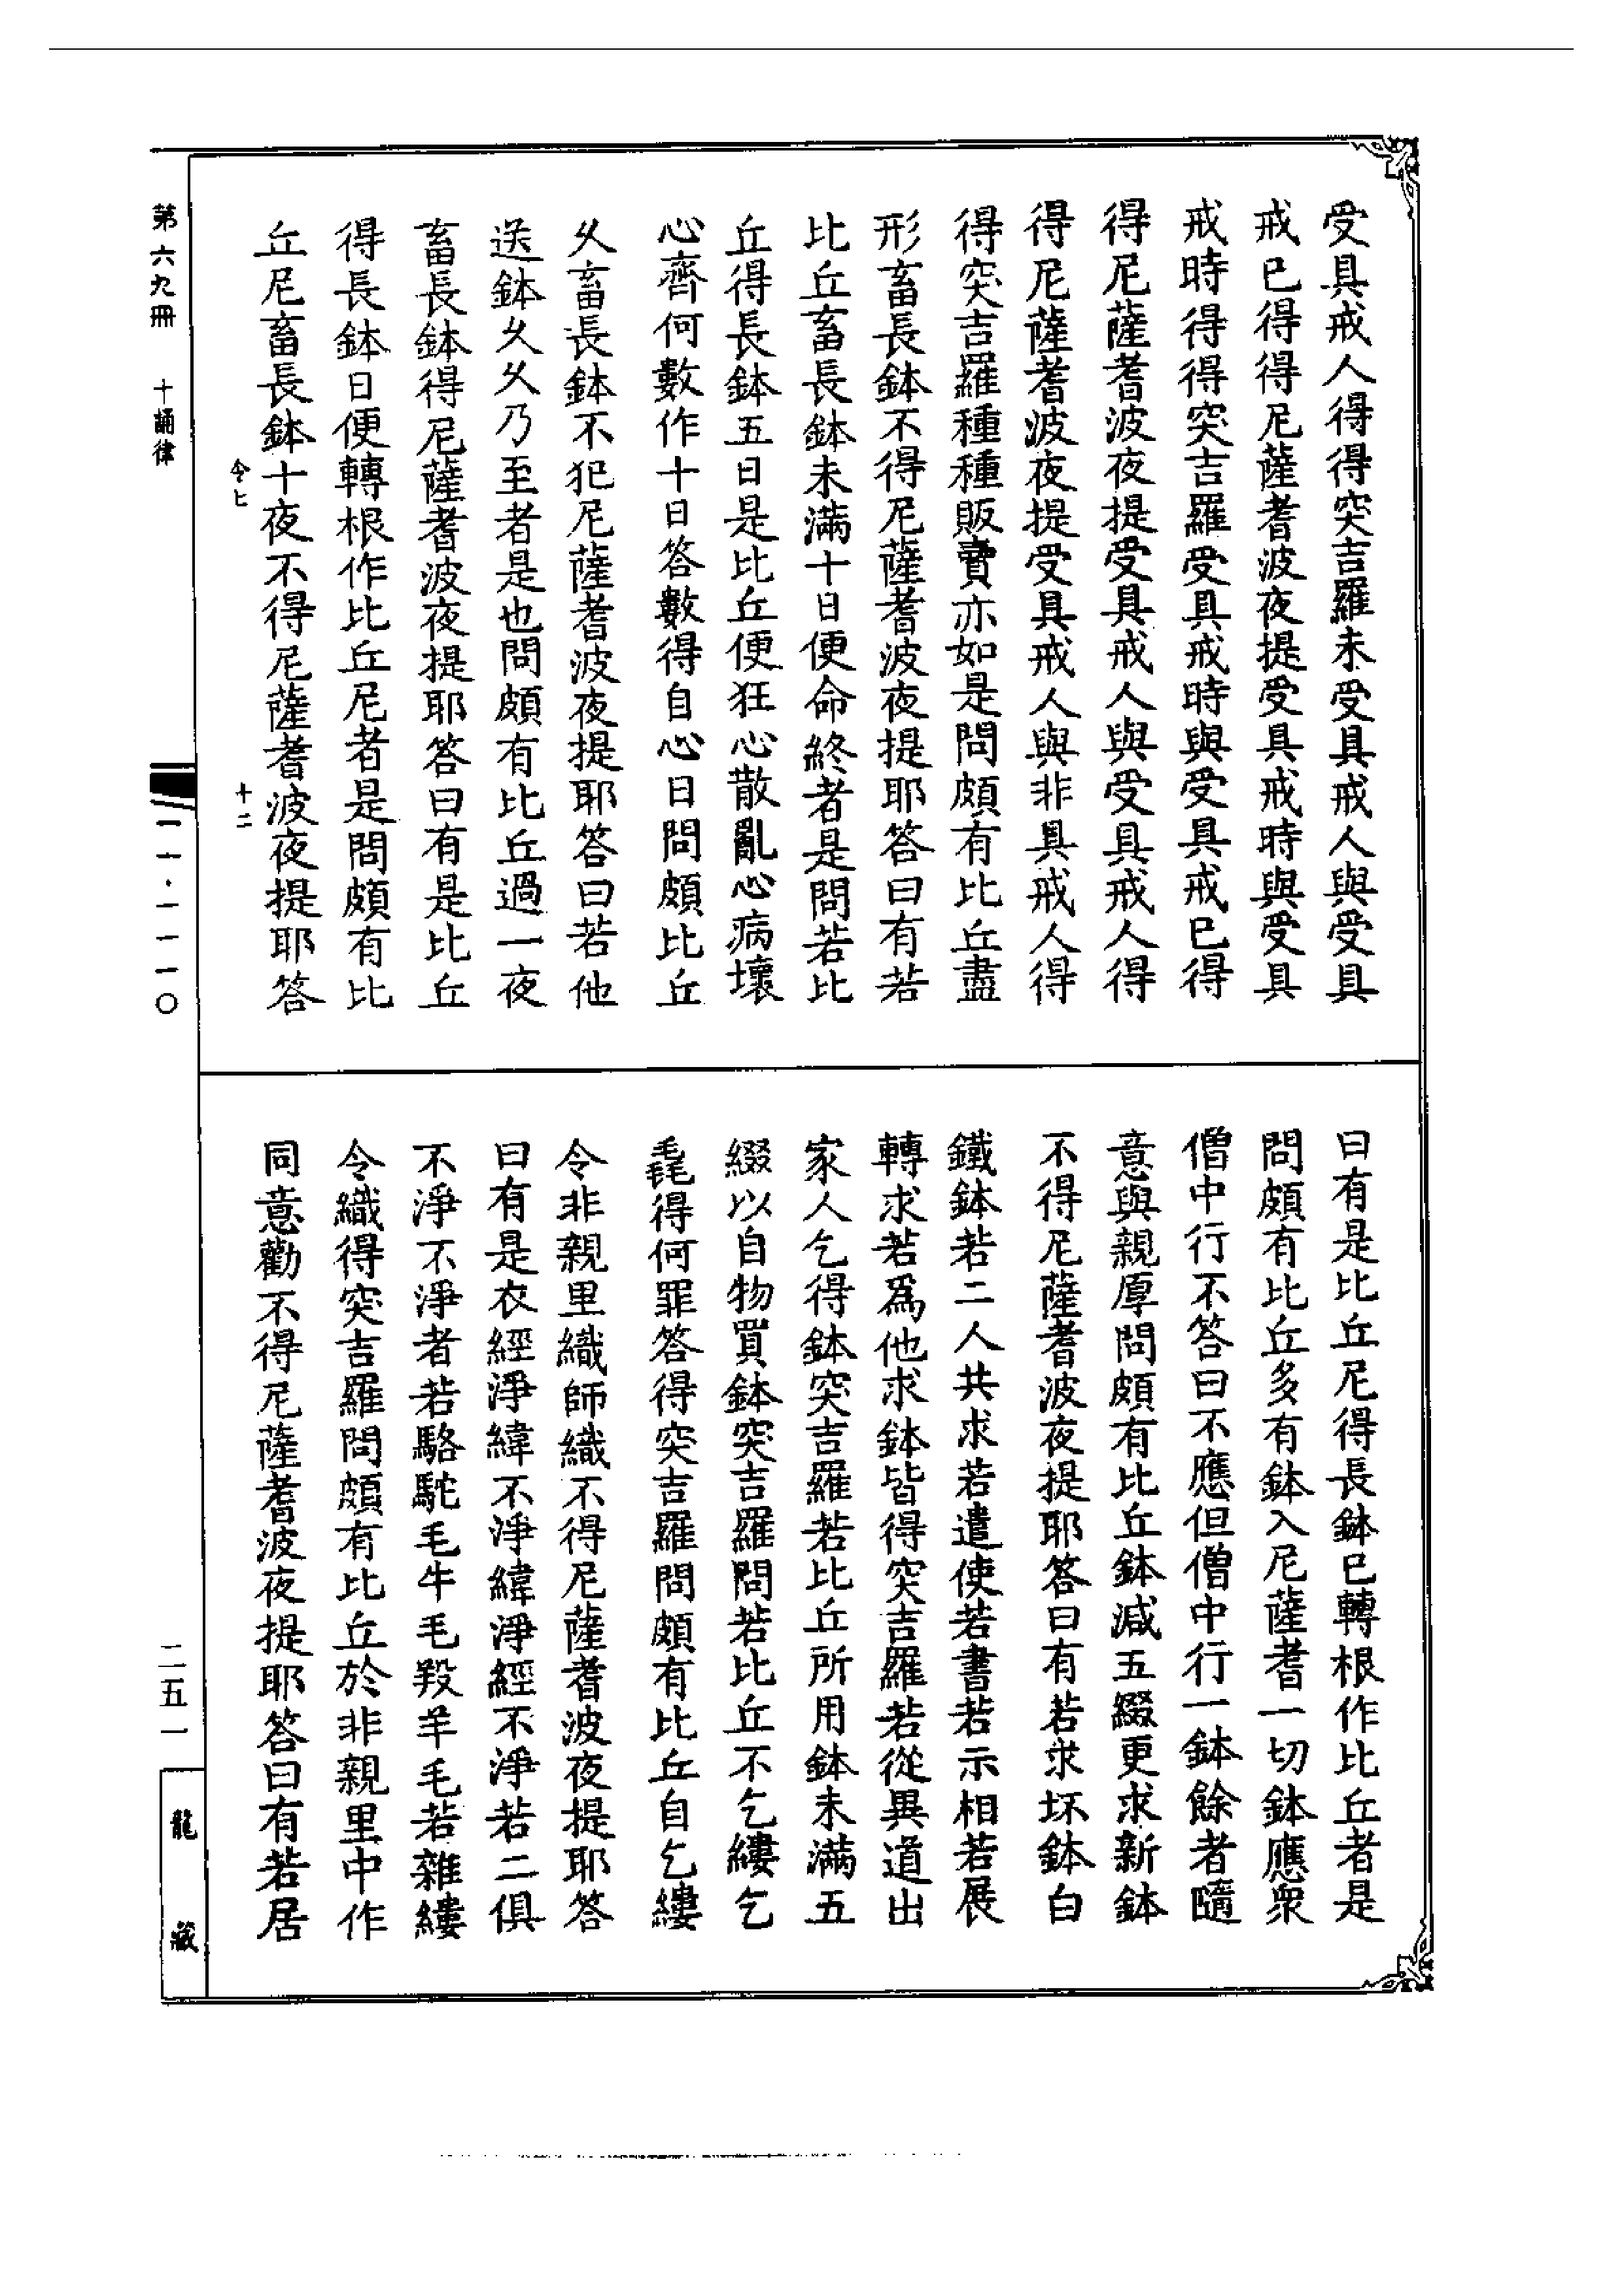 受具戒人得得突吉羅未受具戒人與受具
戒已得得尼薩耆波夜提受具戒時與受具
戒時得得突吉羅受具戒時與受具戒已得
得尼薩耆波夜提受具戒人與受具戒人得
得尼薩耆波夜提受具戒人與非具戒人得
得突吉羅種種販賣亦如是問頗有比丘盡
形畜長鉢不得尼薩耆波夜提耶答曰有若
比丘畜長鉢未滿十日便命終者是問若比
丘得長鉢五日是比丘便狂心散亂心病壞
心齊何數作十日答數得自心日問頗比丘
久畜長鉢不犯尼薩耆波夜提耶答曰若他
送鉢久久乃至者是也問頗有比丘過一夜
畜長鉢得尼薩耆波夜提耶答曰有是比丘
得長鉢日便轉根作比丘尼者是問頗有比
丘尼畜長鉢十夜不得尼薩耆波夜提耶答
令七
十二
第六九冊
十誦律
一一·一一一〇
曰有是比丘尼得長鉢已轉根作比丘者是
問頗有比丘多有鉢入尼薩耆一切鉢應衆
僧中行不答曰不應但僧中行一鉢餘者隨
意與親厚問頗有比丘鉢減五綴更求新鉢
不得尼薩耆波夜提耶答曰有若求坏鉢白
鐵鉢若二人共求若遣使若書若示相若展
轉求若為他求鉢皆得突吉羅若從異道出
家人乞得鉢突吉羅若比丘所用鉢未滿五
綴以自物買鉢突吉羅問若比丘不乞縷乞
毳得何罪答得突吉羅問頗有比丘自乞縷
令非親里織師織不得尼薩耆波夜提耶答
曰有是衣經淨緯不淨緯淨經不淨若二俱
不淨不淨者若駱駝毛牛毛羖羊毛若雜縷
令織得突吉羅問頗有比丘於非親里中作
同意勸不得尼薩耆波夜提耶答曰有若居
二五一
龍藏